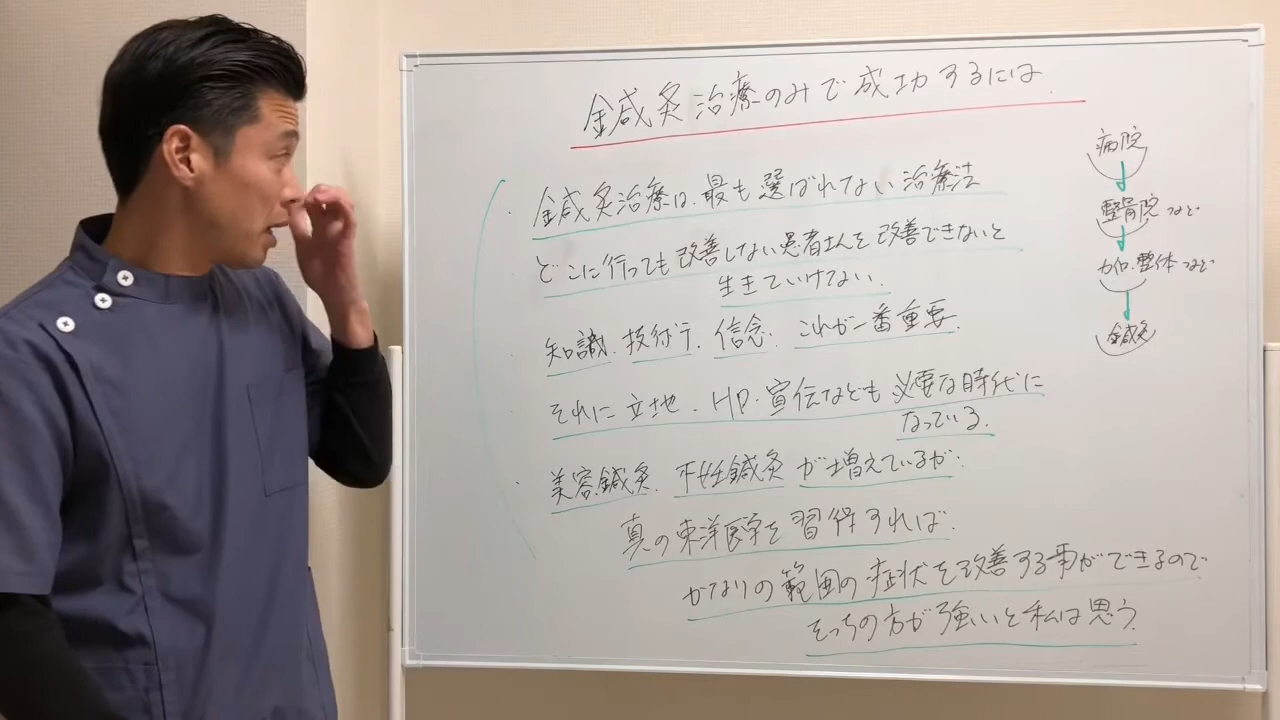 鍼灸治療のみで成功するには
・鍼灸治療は、最も選ばれてない治療法
どこに行っても改善しない患者さんを改善できないと
生きていけてない.
・知識. 技術. 信念. これが一番重要.
・それに立地、HP・宣伝なども必要な時代に
なっている.
・美容鍼灸. 不妊鍼灸が増えているが.
真の東洋医学を習得すれば.
かなりの範囲の症状を改善する事ができるので
そっちの方が強いと私は思う.
病院
整骨院など
カイロ・整体など
鍼灸